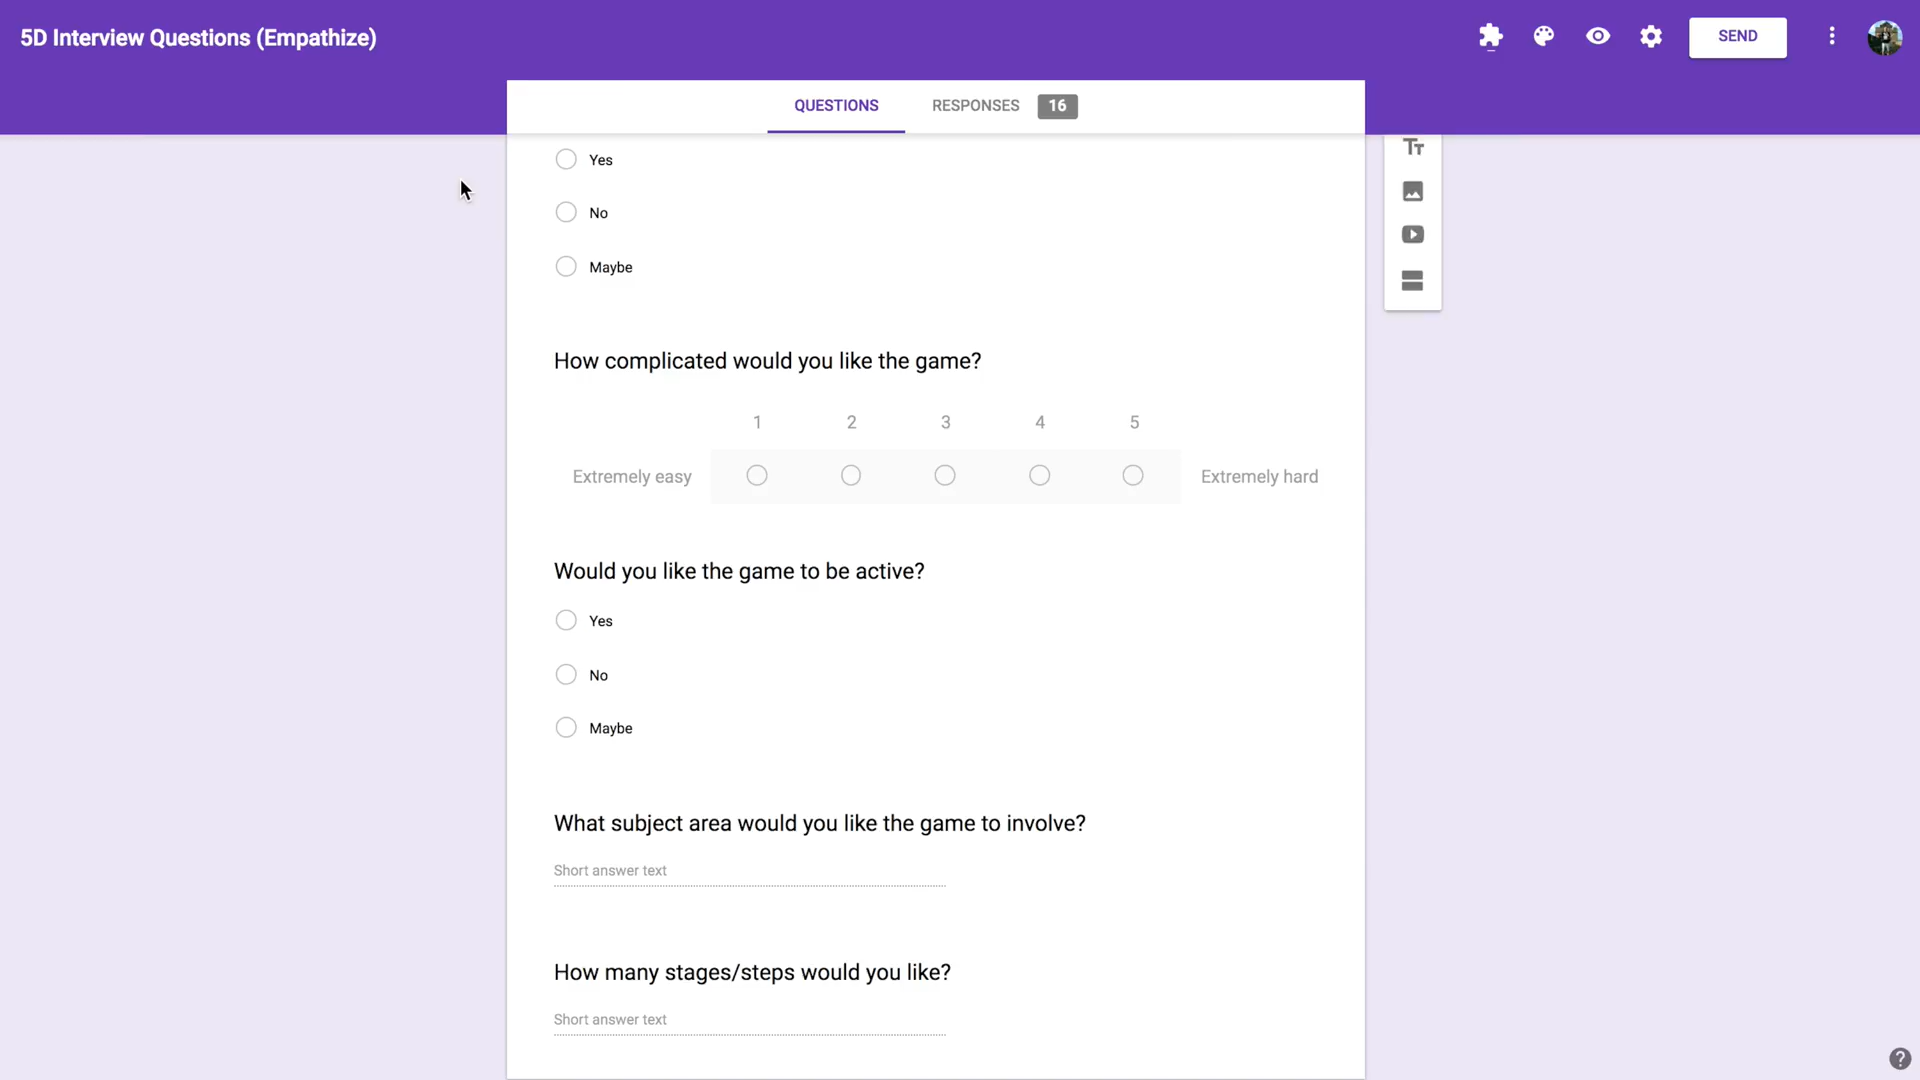 5D Interview Questions (Empathize)
SEND
QUESTIONS
RESPONSES 16
Yes
No
Maybe
How complicated would you like the game?
1 2 3 4 5
Extremely easy Extremely hard
Would you like the game to be active?
Yes
No
Maybe
What subject area would you like the game to involve?
Short answer text
How many stages/steps would you like?
Short answer text